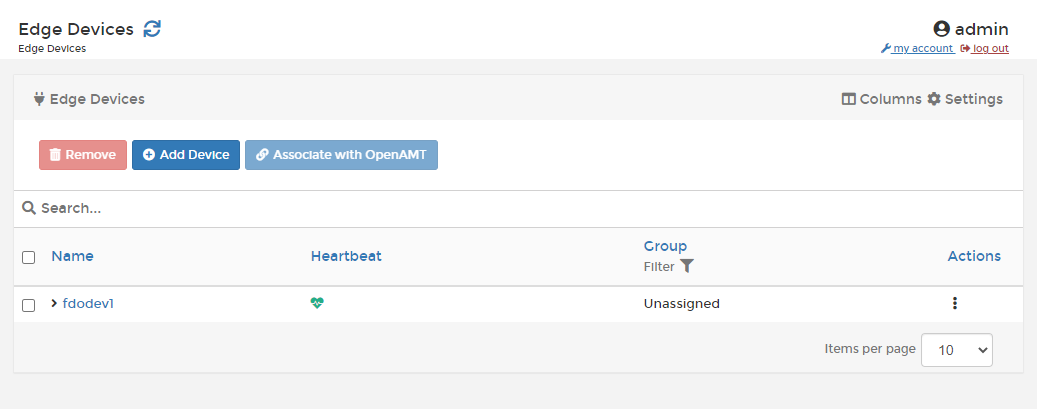 Edge Devices
admin
Edge Devices
my account log out
Edge Devices
Columns Settings
Remove Add Device Associate with OpenAMT
Search...
Name Heartbeat Group Actions
Filter
fdodev1 Unassigned
Items per page 10